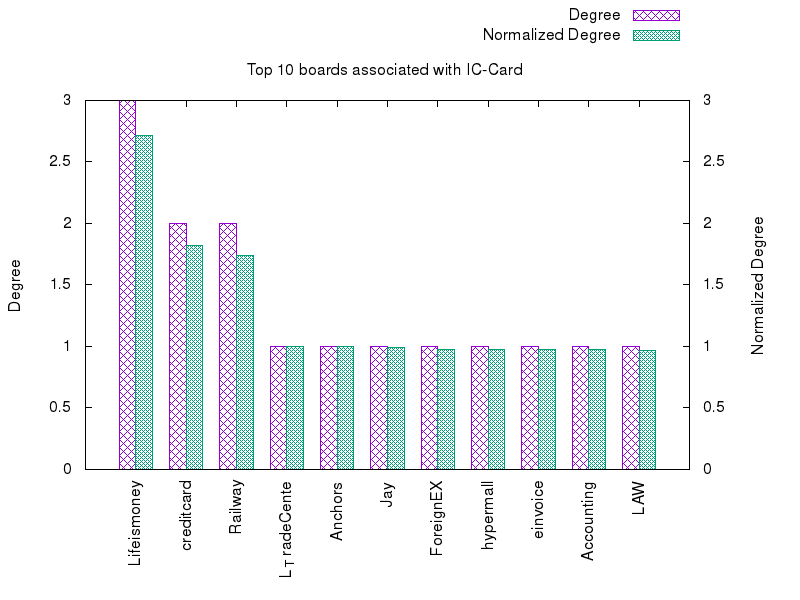 Degree
Normalized Degree
Top 10 boards associated with IC-Card
3
2.5
2
1.5
1
0.5
0
3
2.5
2
1.5
1
0.5
0
Degree
Normalized Degree
Lifeismoney
creditcard
Railway
LTradeCente
Anchors
Jay
ForeignEX
hypermall
einvoice
Accounting
LAW